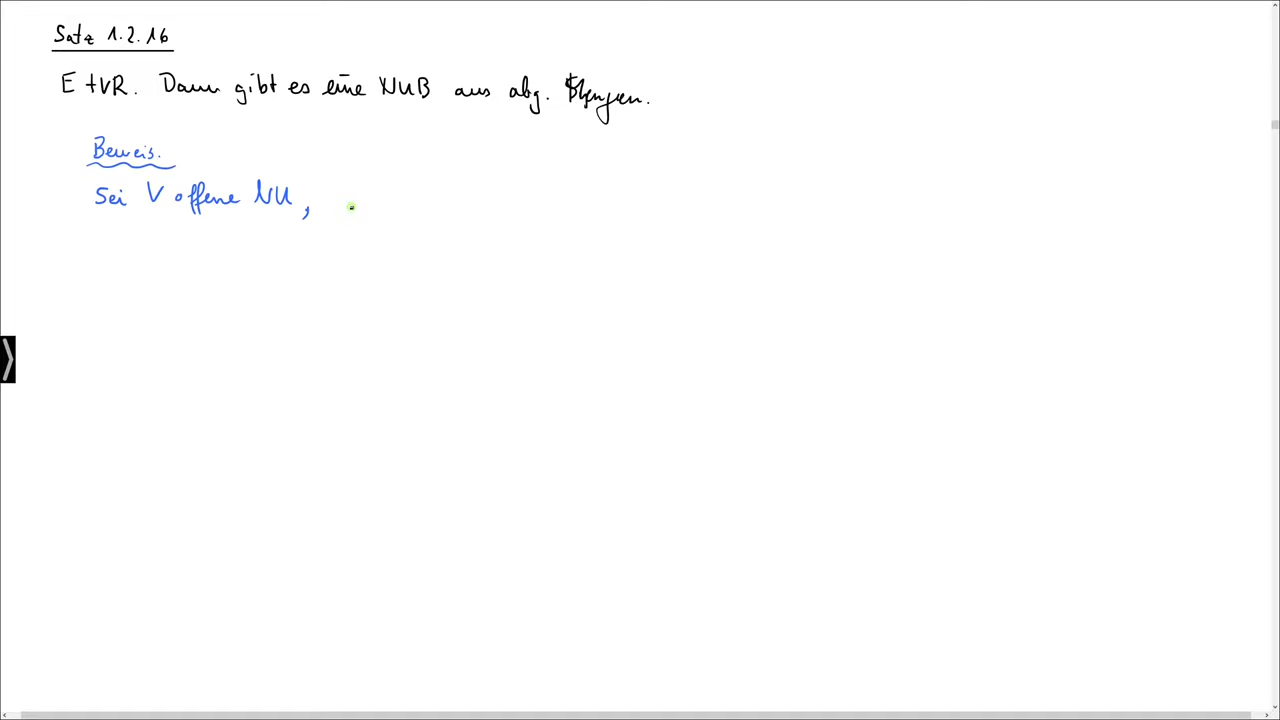 Satz 1.2.16
E tVR. Dann gibt es eine NUB aus abg. Mengen.
Beweis.
Sei V offene NU,